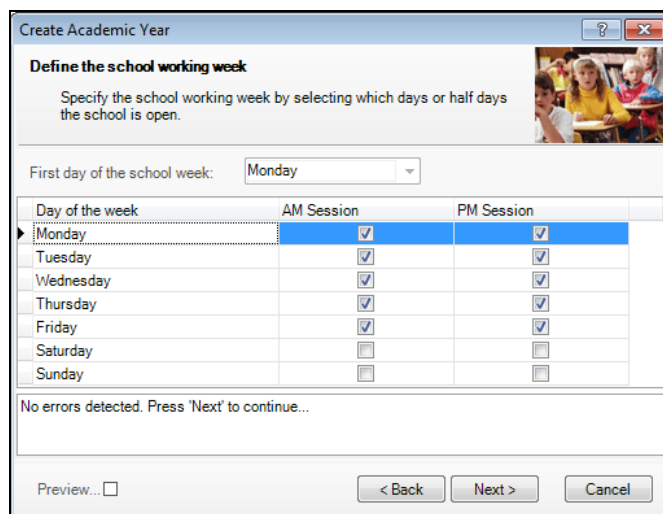 Create Academic Year
Define the school working week
Specify the school working week by selecting which days or half days
the school is open.
First day of the school week: Monday
Day of the week AM Session PM Session
Monday
Tuesday
Wednesday
Thursday
Friday
Saturday
Sunday
No errors detected. Press 'Next' to continue...
Preview... < Back Next > Cancel